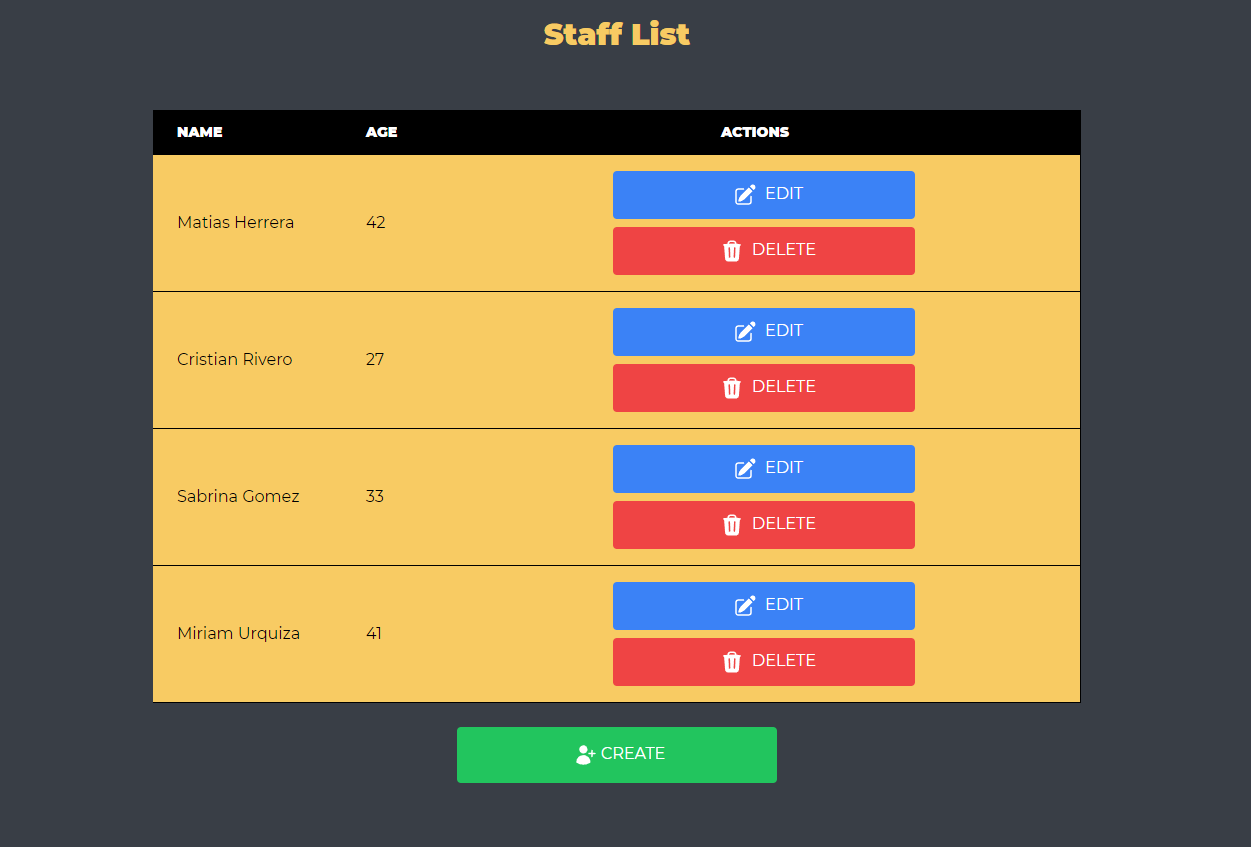 Staff List
NAME AGE ACTIONS
EDIT
Matias Herrera 42
DELETE
EDIT
Cristian Rivero 27
DELETE
EDIT
Sabrina Gomez 33
DELETE
EDIT
Miriam Urquiza 41
DELETE
CREATE